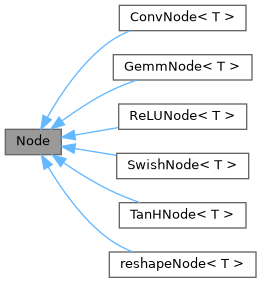 ConvNode< T >
GemmNode< T >
ReLUNode< T >
Node
SwishNode< T >
TanHNode< T >
reshapeNode< T >